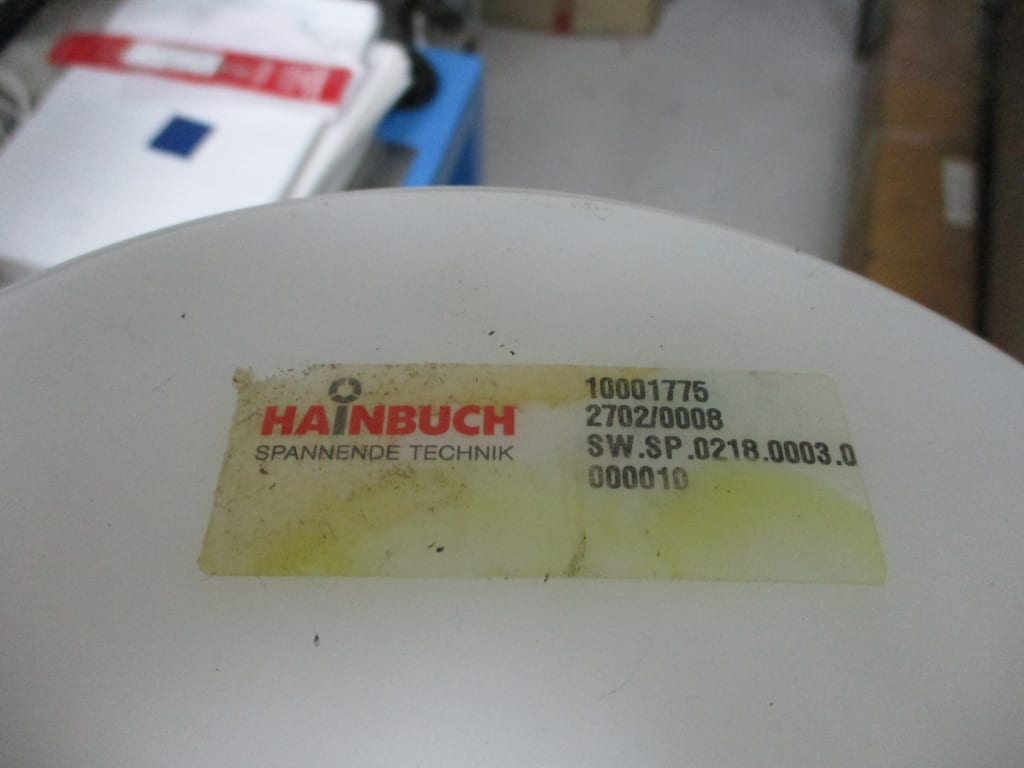 HAINBUCH
SPANNENDE TECHNIK
10001775
2702/0008
SW.SP.0218.0003.0
000010